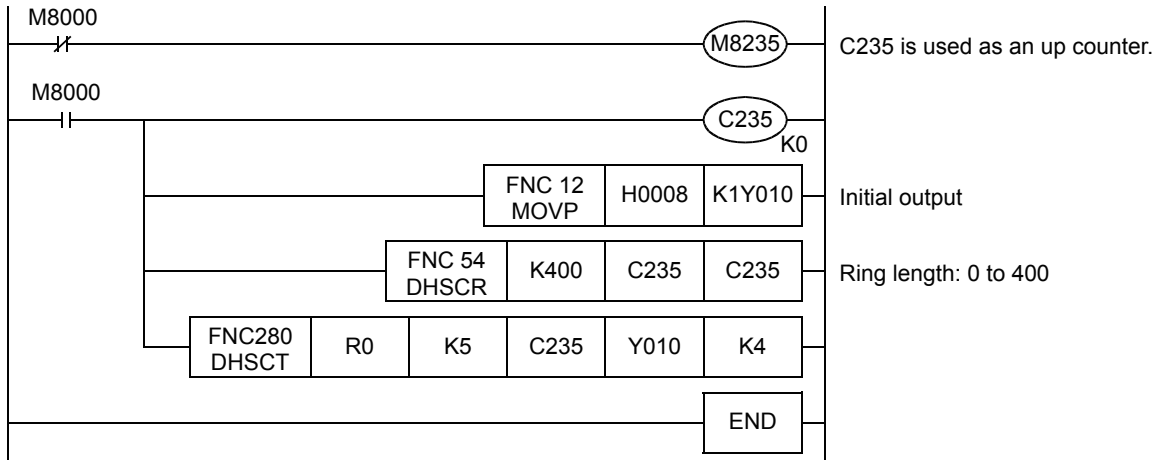 M8000
M8235
C235 is used as an up counter.
M8000
C235
K0
FNC 12
MOVP
H0008
K1Y010
Initial output
FNC 54
DHSCR
K400
C235
C235
Ring length: 0 to 400
FNC280
DHSCT
R0
K5
C235
Y010
K4
END